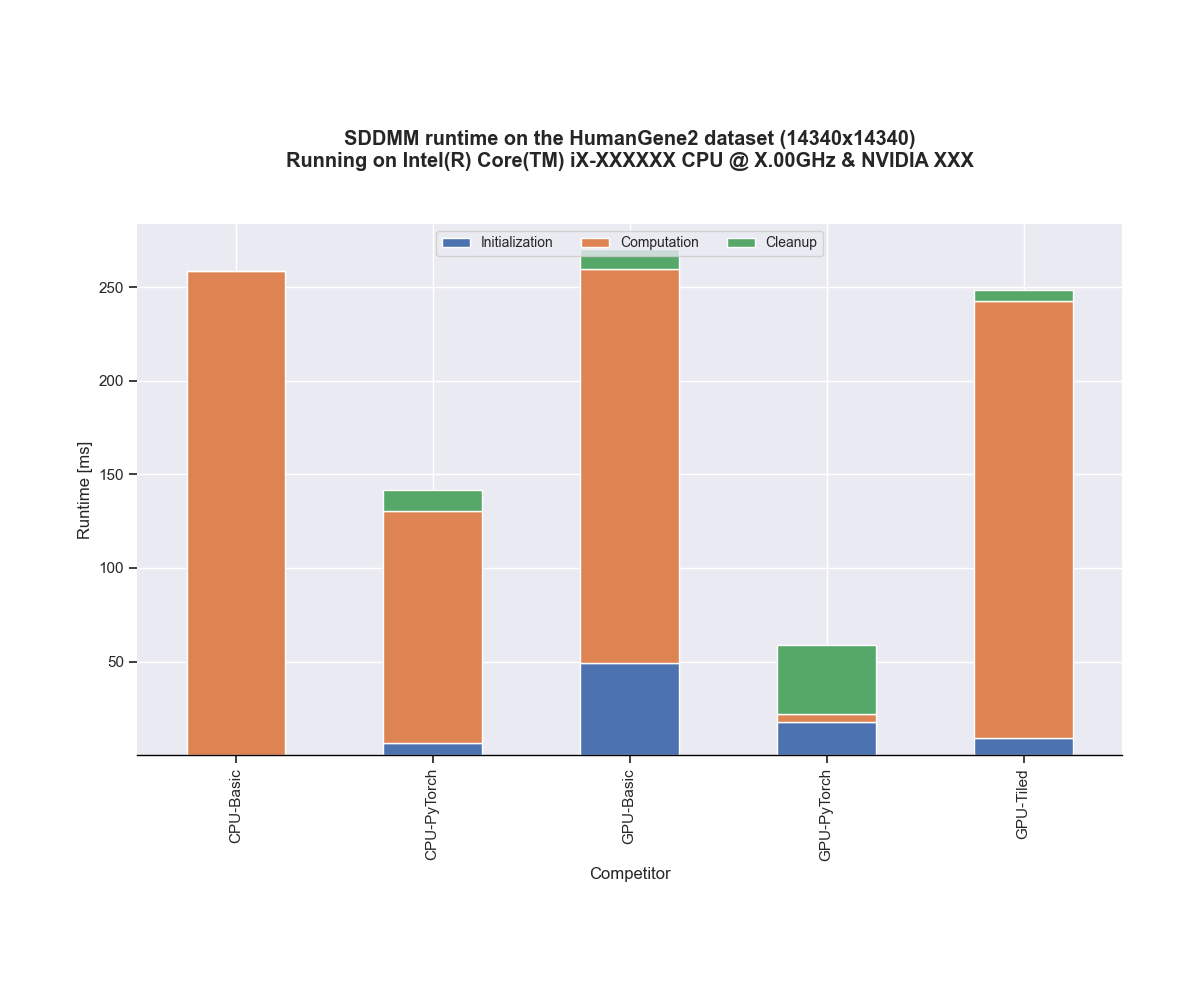 SDDMM runtime on the HumanGene2 dataset (14340x14340)
Running on Intel(R) Core(TM) iX-XXXXXX CPU @ X.00GHz & NVIDIA XXX
Initialization Computation Cleanup
250
200
150
100
50
Runtime [ms]
CPU-Basic
CPU-PyTorch
GPU-Basic
GPU-PyTorch
GPU-Tiled
Competitor